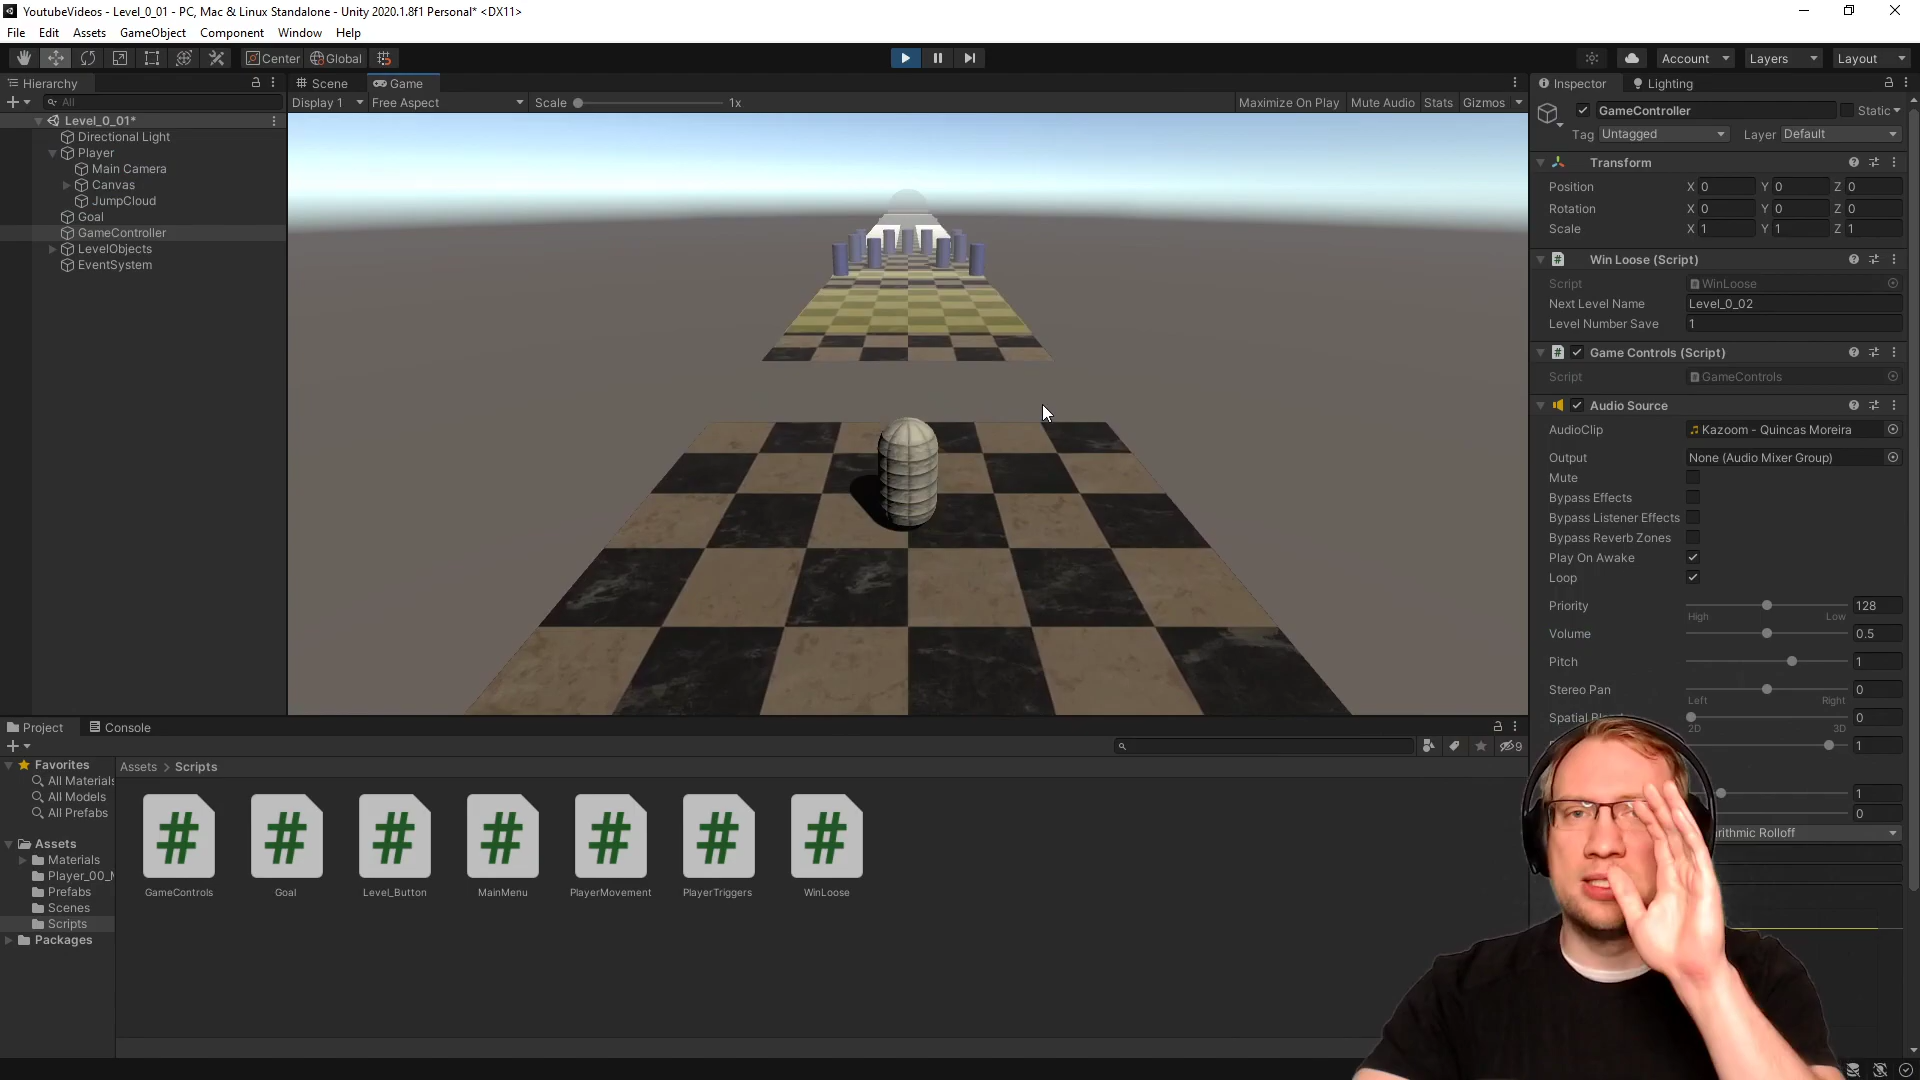 YoutubeVideos - Level_0_01 - PC, Mac & Linux Standalone - Unity 2020.1.8f1 Personal* <DX11>
File Edit Assets GameObject Component Window Help
Center Global
Account Layers Layout
Hierarchy
All
Level_0_01*
Directional Light
Player
Main Camera
Canvas
JumpCloud
Goal
GameController
LevelObjects
EventSystem
Scene Game
Display 1 Free Aspect Scale 1x Maximize On Play Mute Audio Stats Gizmos
Inspector Lighting
GameController Static
Tag Untagged Layer Default
Transform
Position X 0 Y 0 Z 0
Rotation X 0 Y 0 Z 0
Scale X 1 Y 1 Z 1
# Win Loose (Script)
Script WinLoose
Next Level Name Level_0_02
Level Number Save 1
# Game Controls (Script)
Script GameControls
Audio Source
AudioClip Kazoom - Quincas Moreira
Output None (Audio Mixer Group)
Mute
Bypass Effects
Bypass Listener Effects
Bypass Reverb Zones
Play On Awake
Loop
Priority 128
High Low
Volume 0.5
Pitch 1
Stereo Pan 0
Left Right
Spatial 0
2D 3D
1
1
0
arithmic Rolloff
Project Console
9
Favorites
All Materials
All Models
All Prefabs
Assets
Materials
Player_00_M
Prefabs
Scenes
Scripts
Packages
Assets > Scripts
# # # # # # #
GameControls Goal Level_Button MainMenu PlayerMovement PlayerTriggers WinLoose